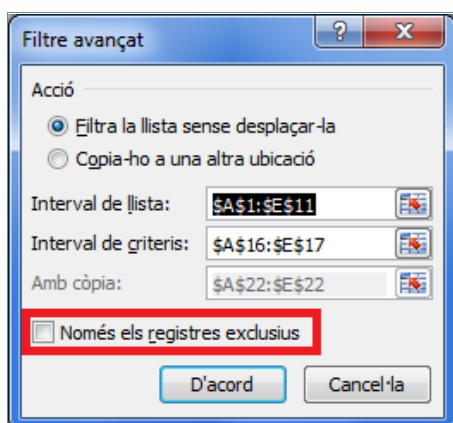 Filtre avançat
Acció
Filtra la llista sense desplaçar-la
Copia-ho a una altra ubicació
Interval de llista: $A$1:$E$11
Interval de criteris: $A$16:$E$17
Amb còpia: $A$22:$E$22
Només els registres exclusius
D'acord Cancel·la